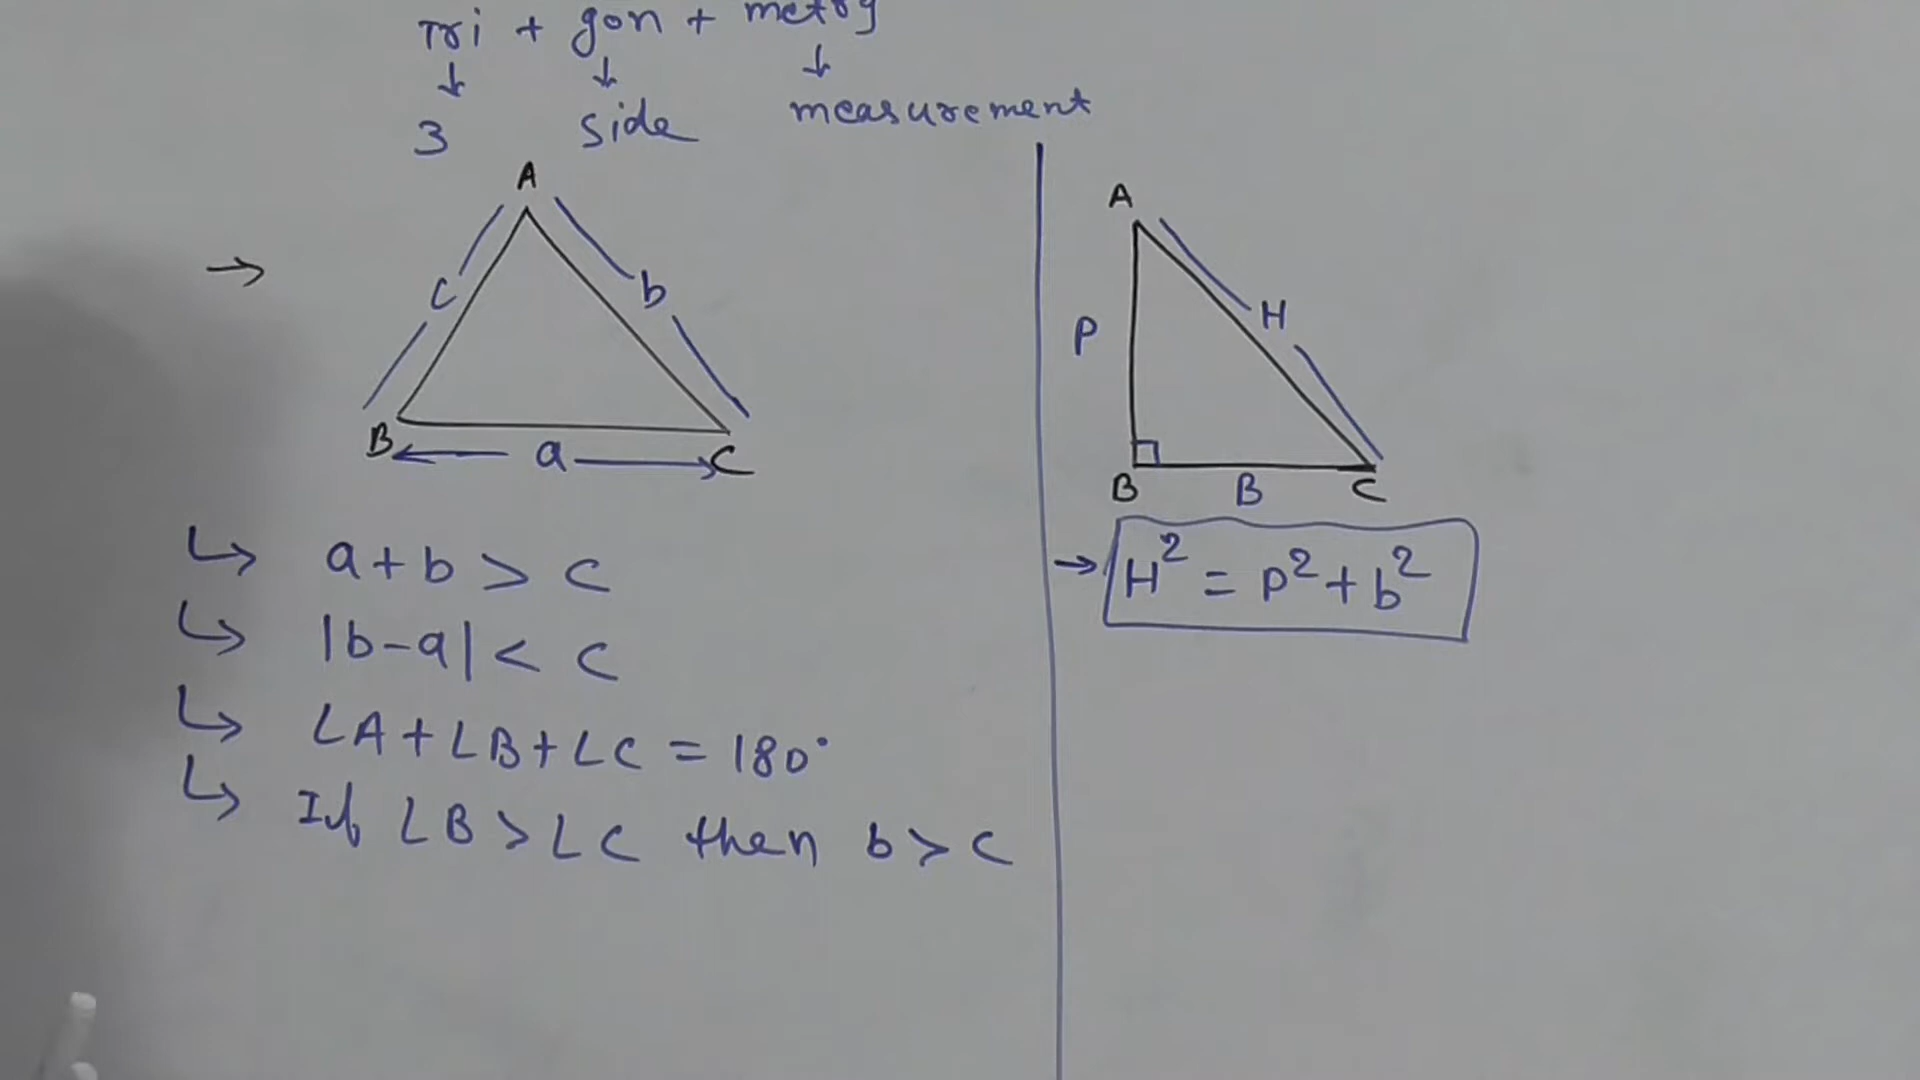 Tri + gon + metry
↓ ↓ ↓
3 side measurement
A
c b
B a C
→
↳ a+b > c
↳ |b-a| < c
↳ ∠A+∠B+∠C = 180°
↳ If ∠B > ∠C then b > c
A
P H
B B C
→ H² = P² + b²